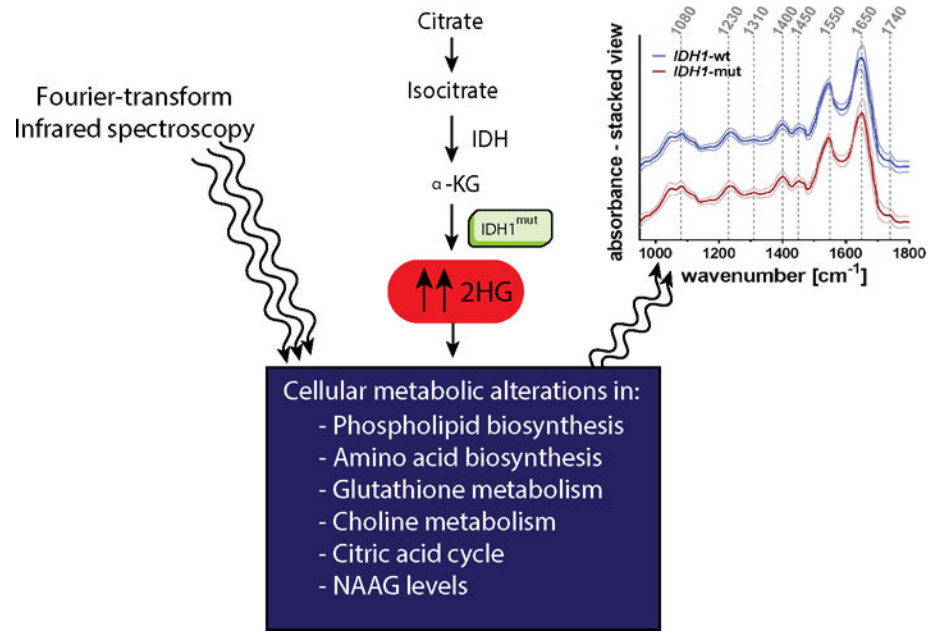 Citrate
Isocitrate
IDH
α-KG
IDH1mut
2HG
Fourier-transform
Infrared spectroscopy
Cellular metabolic alterations in:
- Phospholipid biosynthesis
- Amino acid biosynthesis
- Glutathione metabolism
- Choline metabolism
- Citric acid cycle
- NAAG levels
1080 1230 1310 1400 1450 1550 1650 1740
IDH1-wt
IDH1-mut
absorbance - stacked view
1000 1200 1400 1600 1800
wavenumber [cm-1]